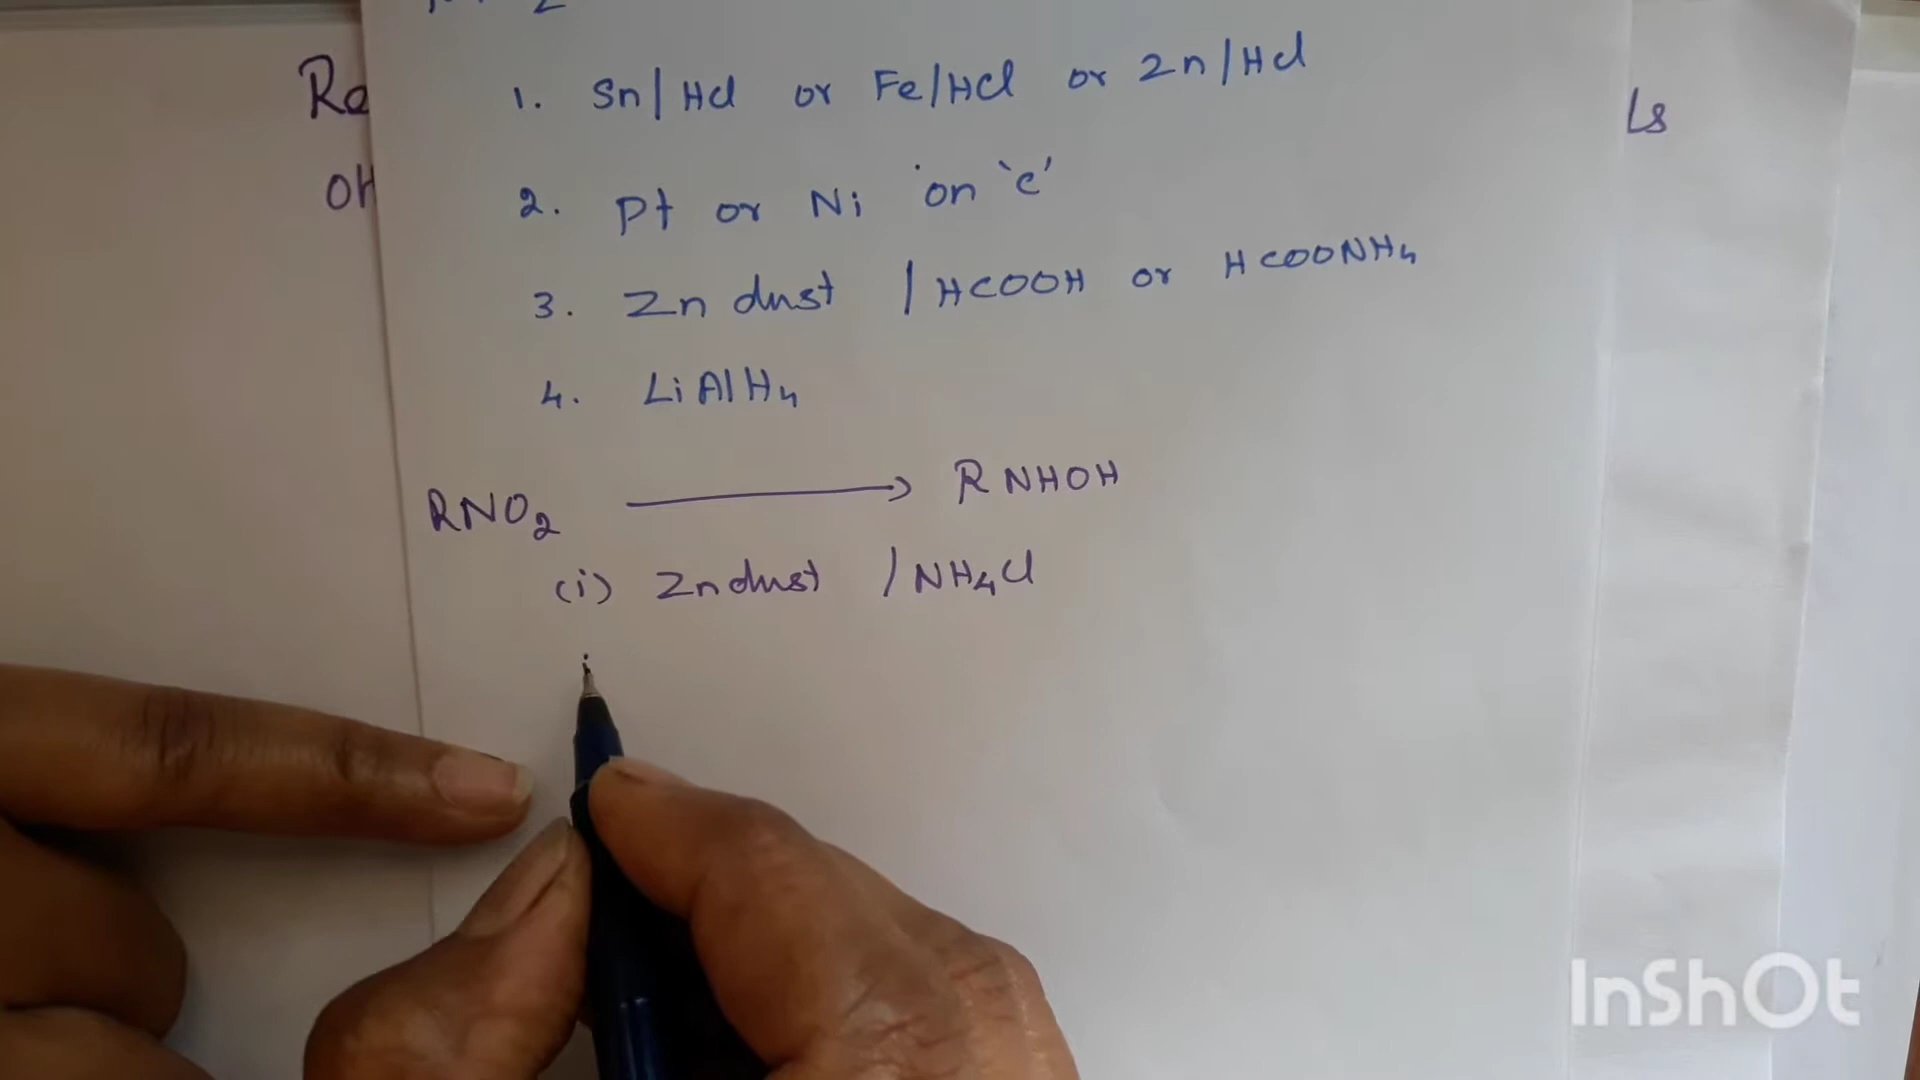 Re
OH
Ls
1. Sn/HCl or Fe/HCl or Zn/HCl
2. Pt or Ni on 'C'
3. Zn dust / HCOOH or HCOONH4
4. LiAlH4
RNO2 → RNHOH
(i) Zn dust / NH4Cl
InShOt